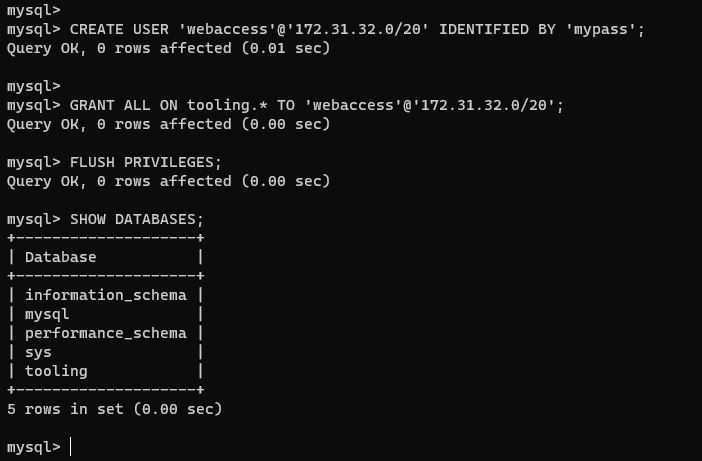 mysql>
mysql> CREATE USER 'webaccess'@'172.31.32.0/20' IDENTIFIED BY 'mypass';
Query OK, 0 rows affected (0.01 sec)
mysql>
mysql> GRANT ALL ON tooling.* TO 'webaccess'@'172.31.32.0/20';
Query OK, 0 rows affected (0.00 sec)
mysql> FLUSH PRIVILEGES;
Query OK, 0 rows affected (0.00 sec)
mysql> SHOW DATABASES;
+--------------------+
| Database           |
+--------------------+
| information_schema |
| mysql              |
| performance_schema |
| sys                |
| tooling            |
+--------------------+
5 rows in set (0.00 sec)
mysql>